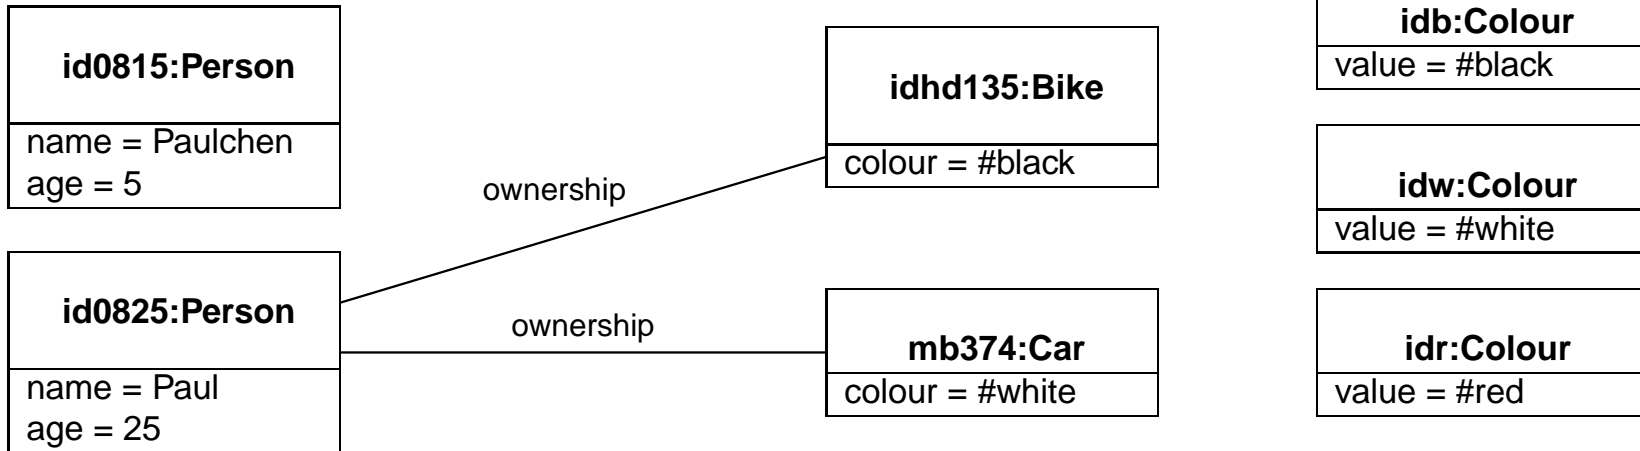 id0815:Person
name = Paulchen
age = 5
id0825:Person
name = Paul
age = 25
ownership
ownership
idhd135:Bike
colour = #black
mb374:Car
colour = #white
idb:Colour
value = #black
idw:Colour
value = #white
idr:Colour
value = #red